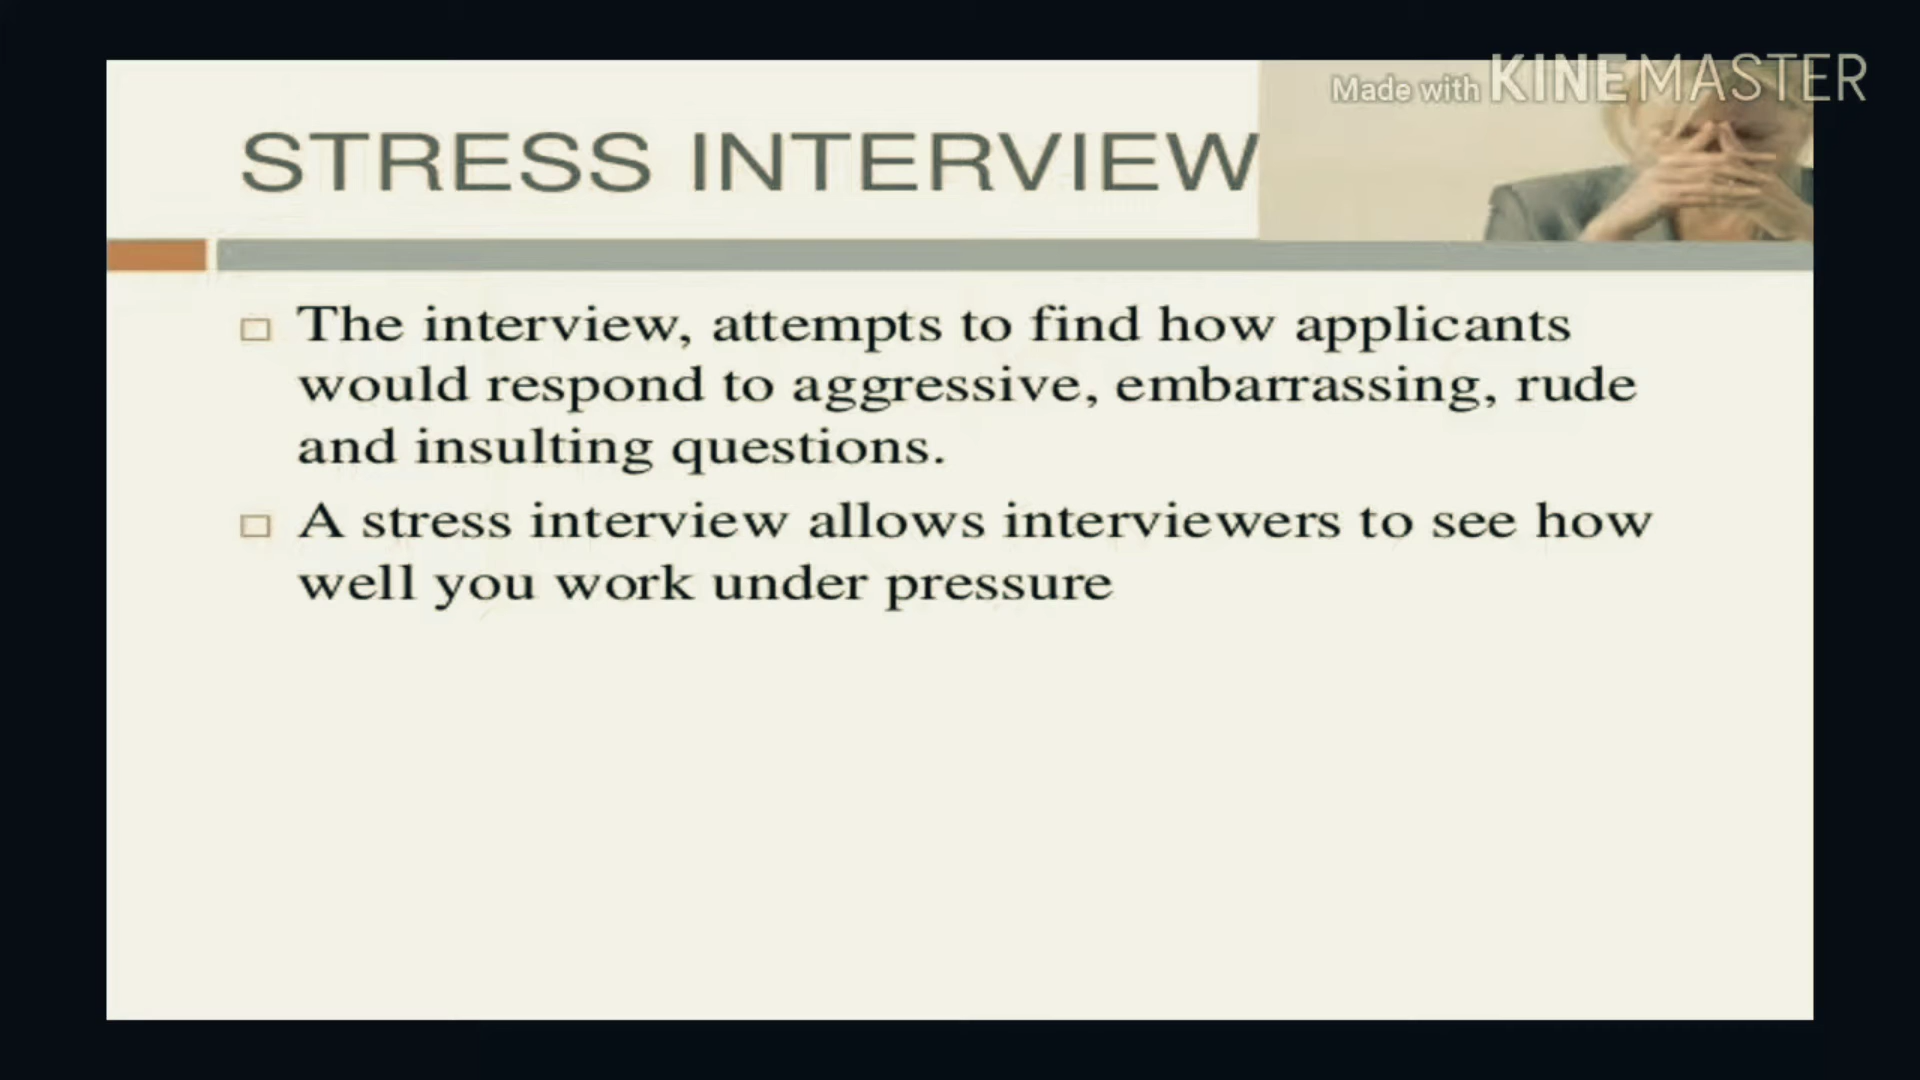 Made with KINEMASTER
STRESS INTERVIEW
The interview, attempts to find how applicants
would respond to aggressive, embarrassing, rude
and insulting questions.
A stress interview allows interviewers to see how
well you work under pressure